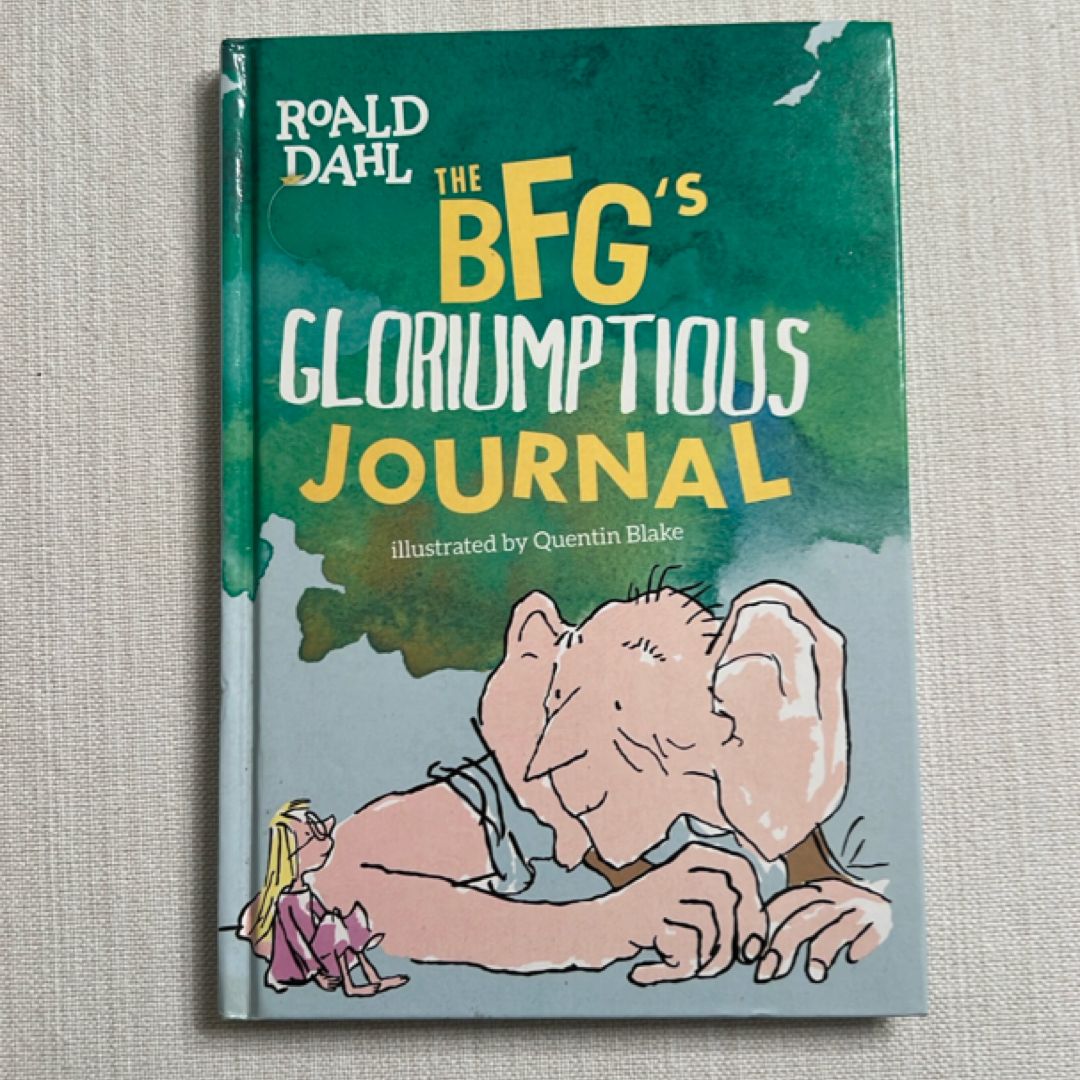 ROALD
DAHL
THE
BFG'S
GLORIUMPTIOUS
JOURNAL
illustrated by Quentin Blake